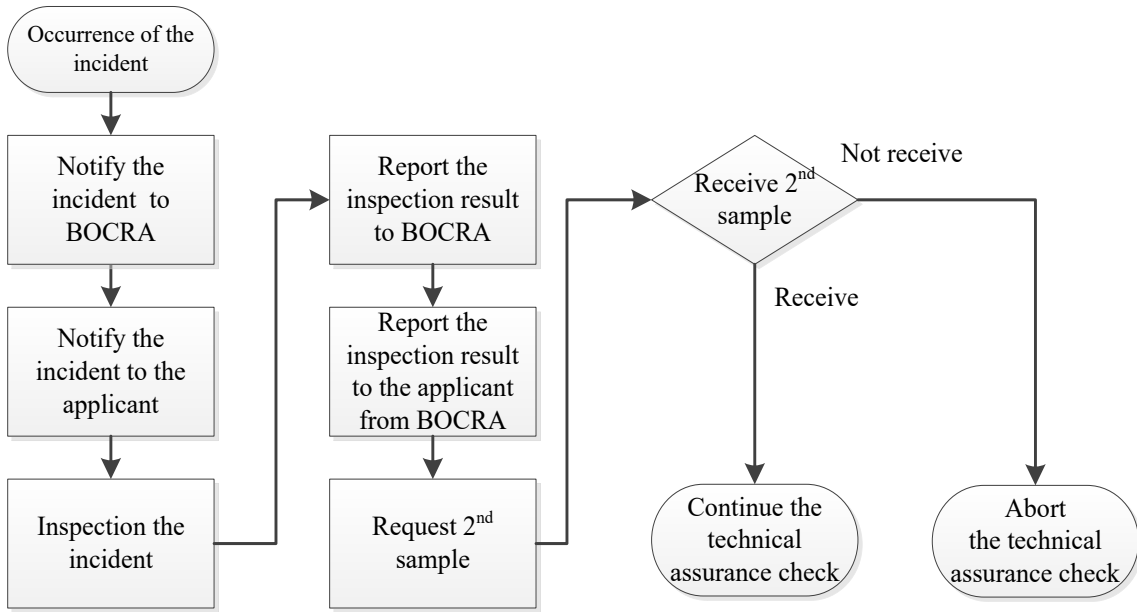 Occurrence of the
incident
Notify the
incident to
BOCRA
Notify the
incident to the
applicant
Inspection the
incident
Report the
inspection result
to BOCRA
Report the
inspection result
to the applicant
from BOCRA
Request 2nd
sample
Receive 2nd
sample
Not receive
Receive
Continue the
technical
assurance check
Abort
the technical
assurance check